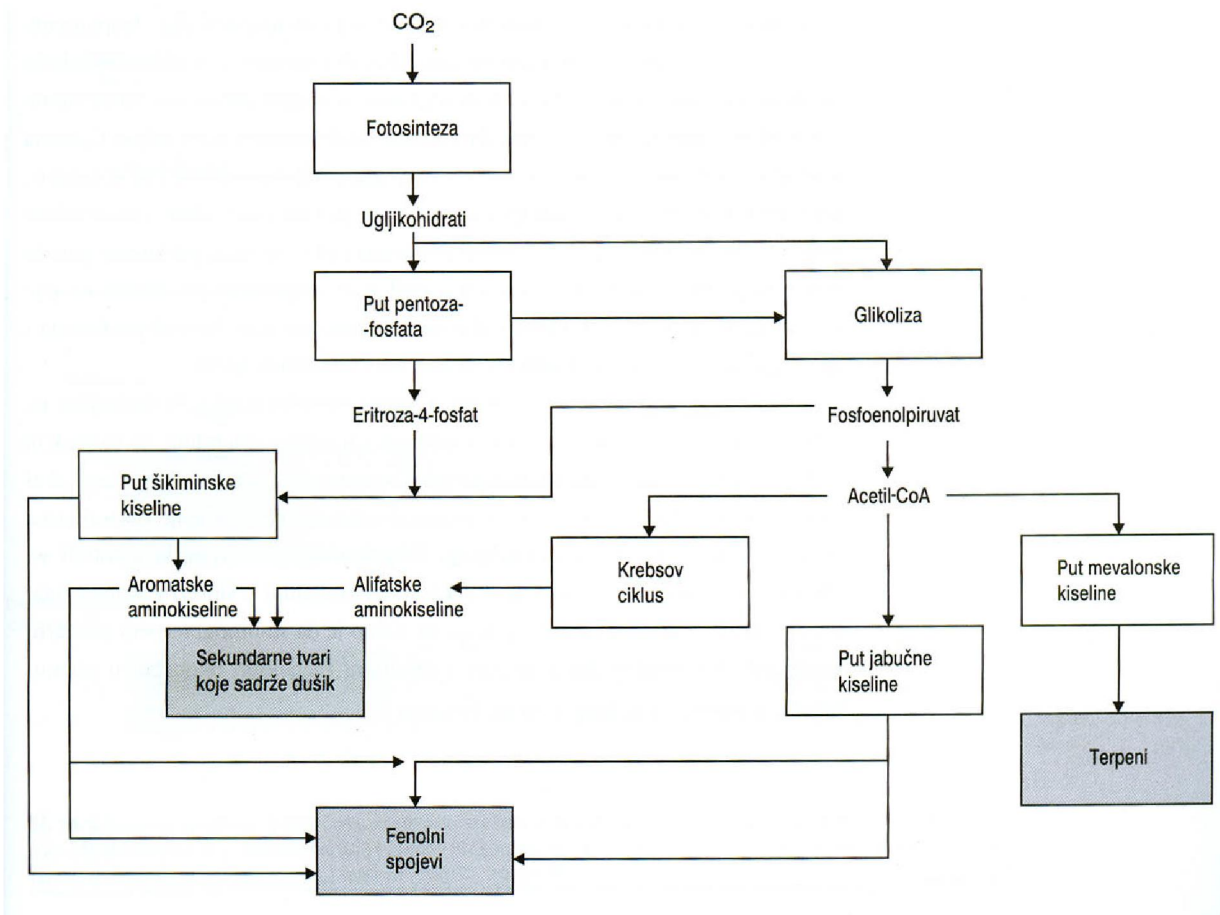 CO₂
Fotosinteza
Ugljikohidrati
Put pentoza-
-fosfata
Glikoliza
Eritroza-4-fosfat
Fosfoenolpiruvat
Put šikiminske
kiseline
Acetil-CoA
Aromatske
aminokiseline
Alifatske
aminokiseline
Krebsov
ciklus
Put mevalonske
kiseline
Sekundarne tvari
koje sadrže dušik
Put jabučne
kiseline
Terpeni
Fenolni
spojevi